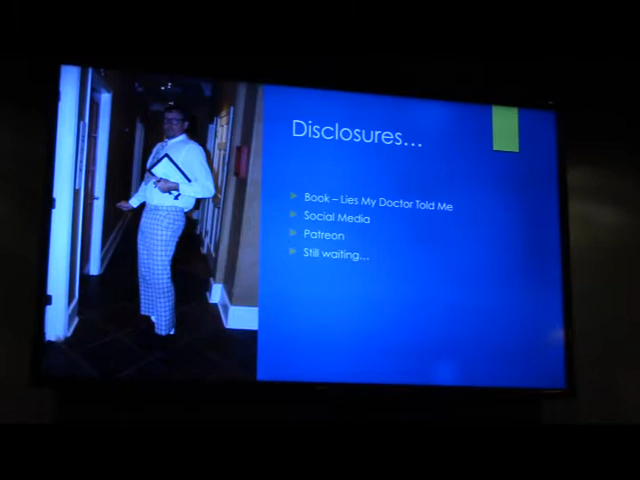 Disclosures...
Book – Lies My Doctor Told Me
Social Media
Patreon
Still waiting...